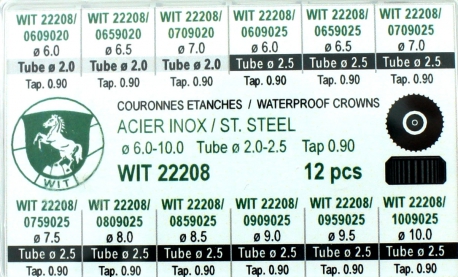 WIT 22208/ WIT 22208/ WIT 22208/ WIT 22208/ WIT 22208/ WIT 22208/
0609020 0659020 0709020 0609025 0659025 0709025
ø 6.0 ø 6.5 ø 7.0 ø 6.0 ø 6.5 ø 7.0
Tube ø 2.0 Tube ø 2.0 Tube ø 2.0 Tube ø 2.5 Tube ø 2.5 Tube ø 2.5
Tap. 0.90 Tap. 0.90 Tap. 0.90 Tap. 0.90 Tap. 0.90 Tap. 0.90
COURONNES ETANCHES / WATERPROOF CROWNS
ACIER INOX / ST. STEEL
ø 6.0-10.0 Tube ø 2.0-2.5 Tap 0.90
WIT 22208 12 pcs
WIT
WIT 22208/ WIT 22208/ WIT 22208/ WIT 22208/ WIT 22208/ WIT 22208/
0759025 0809025 0859025 0909025 0959025 1009025
ø 7.5 ø 8.0 ø 8.5 ø 9.0 ø 9.5 ø 10.0
Tube ø 2.5 Tube ø 2.5 Tube ø 2.5 Tube ø 2.5 Tube ø 2.5 Tube ø 2.5
Tap. 0.90 Tap. 0.90 Tap. 0.90 Tap. 0.90 Tap. 0.90 Tap. 0.90